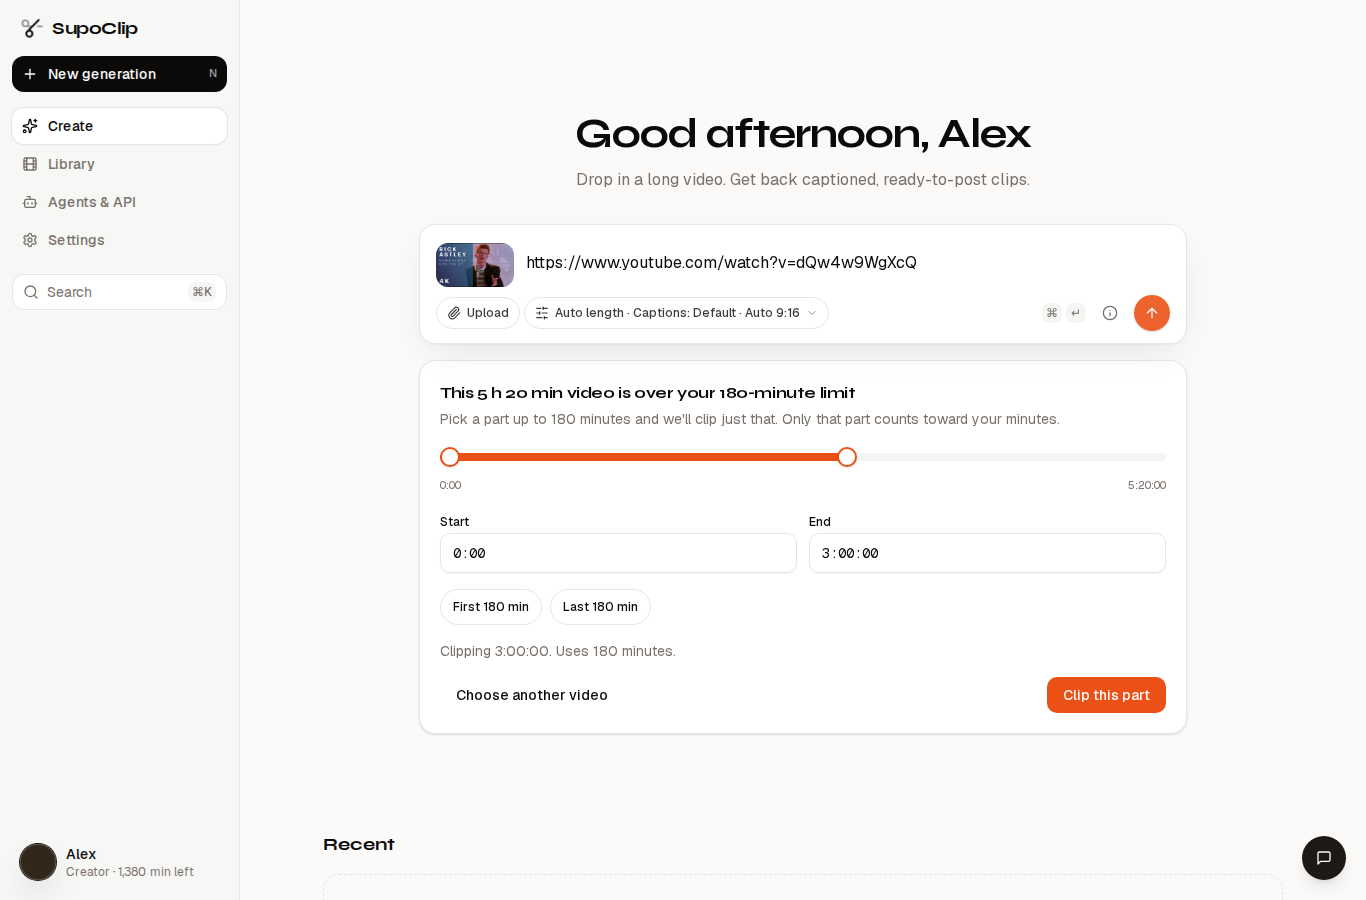 SupoClip
New generation N
Create
Library
Agents & API
Settings
Search ⌘K
Good afternoon, Alex
Drop in a long video. Get back captioned, ready-to-post clips.
RICK
ASTLEY
4K
https://www.youtube.com/watch?v=dQw4w9WgXcQ
Upload
Auto length · Captions: Default · Auto 9:16
⌘ ↵
This 5 h 20 min video is over your 180-minute limit
Pick a part up to 180 minutes and we'll clip just that. Only that part counts toward your minutes.
0:00 5:20:00
Start End
0:00 3:00:00
First 180 min Last 180 min
Clipping 3:00:00. Uses 180 minutes.
Choose another video Clip this part
Recent
Alex
Creator · 1,380 min left